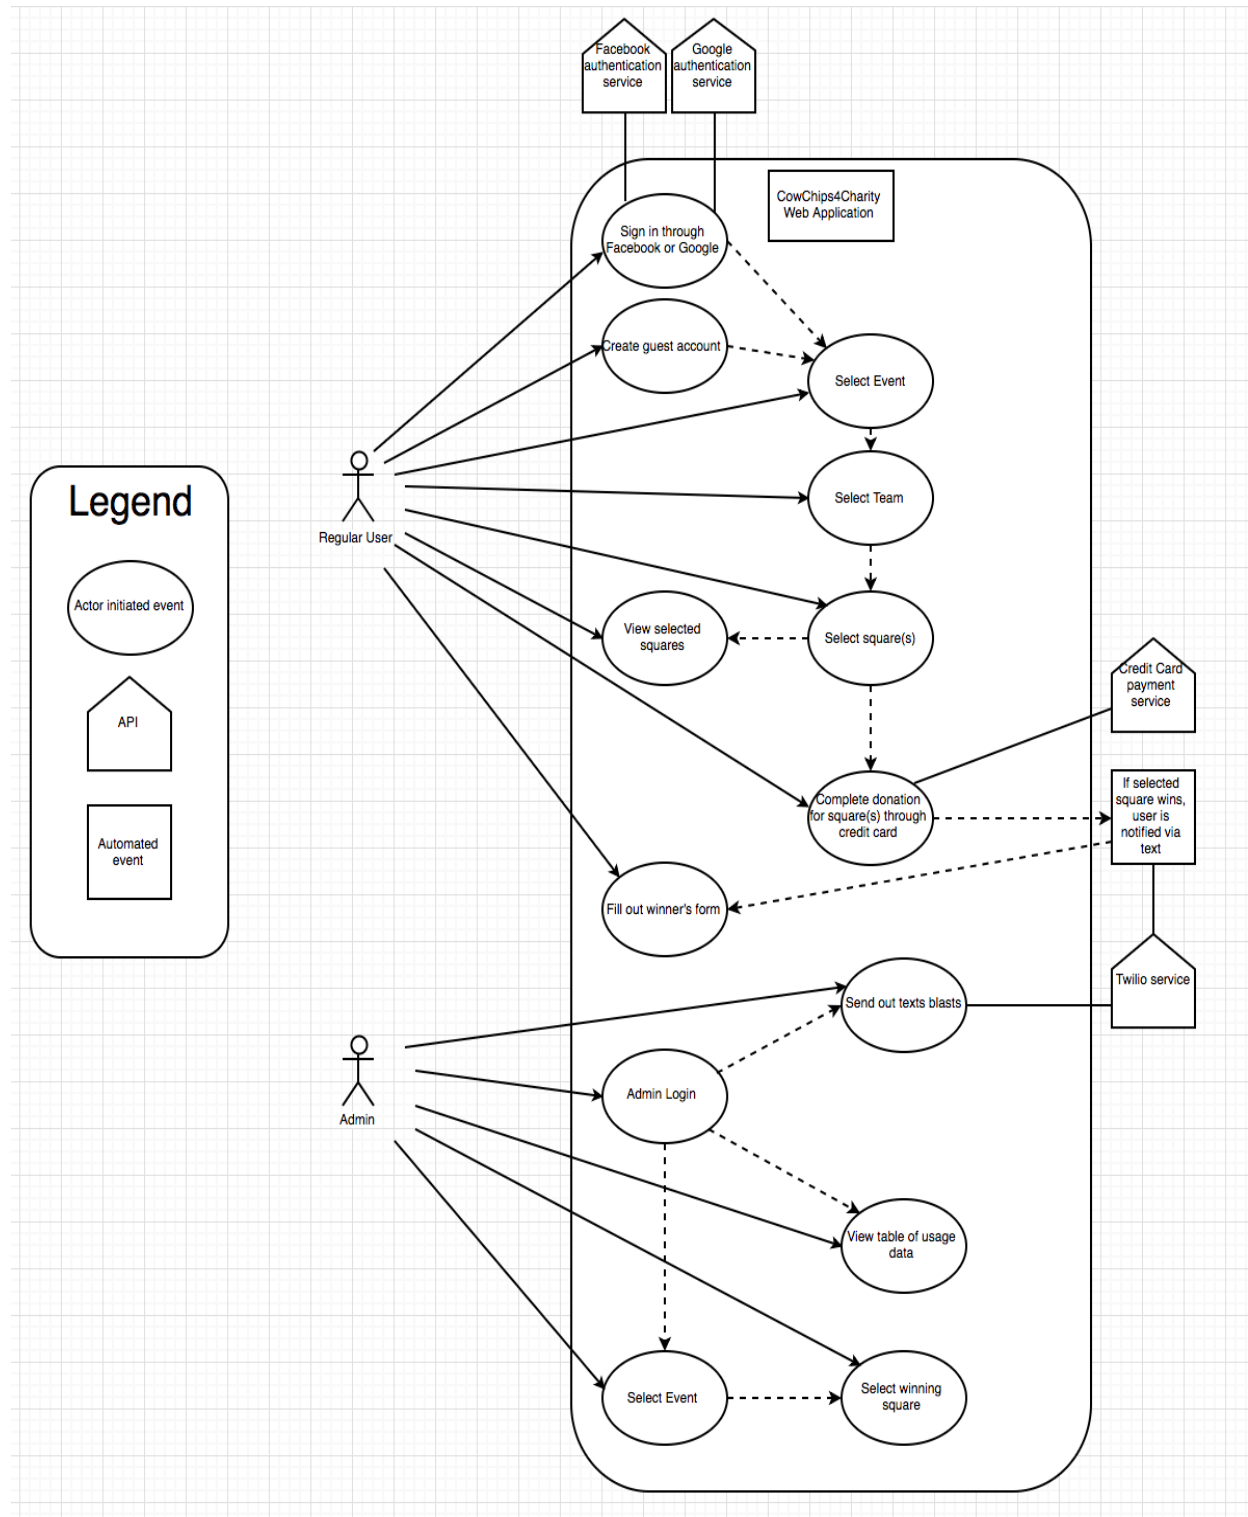 Facebook
authentication
service
Google
authentication
service
CowChips4Charity
Web Application
Sign in through
Facebook or Google
Create guest account
Select Event
Regular User
Select Team
Legend
Actor initiated event
View selected
squares
Select square(s)
Credit Card
payment
service
API
Complete donation
for square(s) through
credit card
If selected
square wins,
user is
notified via
text
Automated
event
Fill out winner's form
Send out texts blasts
Twilio service
Admin
Admin Login
View table of usage
data
Select Event
Select winning
square